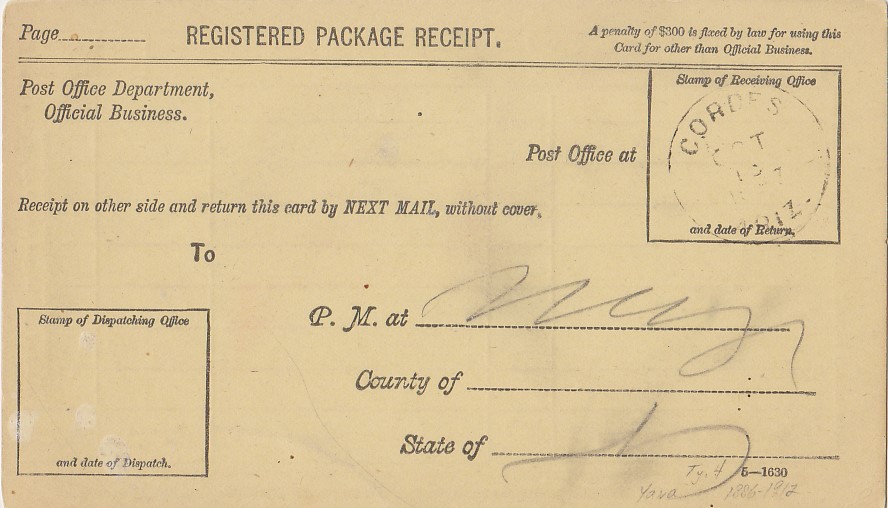 Page
REGISTERED PACKAGE RECEIPT.
A penalty of $300 is fixed by law for using this
Card for other than Official Business.
Post Office Department,
Official Business.
Stamp of Receiving Office
CORDES
OCT
ARIZ.
and date of Return.
Post Office at
Receipt on other side and return this card by NEXT MAIL, without cover.
To
Stamp of Dispatching Office
and date of Dispatch.
P. M. at
County of
State of
5—1630
Yava 1886-1912